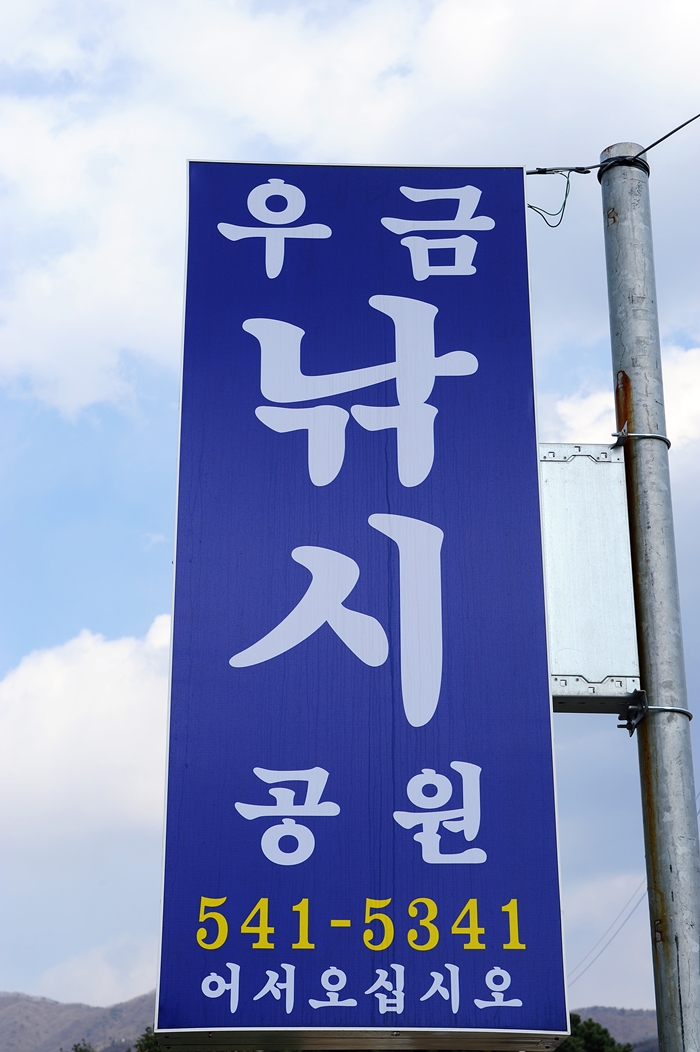 우금
낚
시
공원
541-5341
어서오십시오